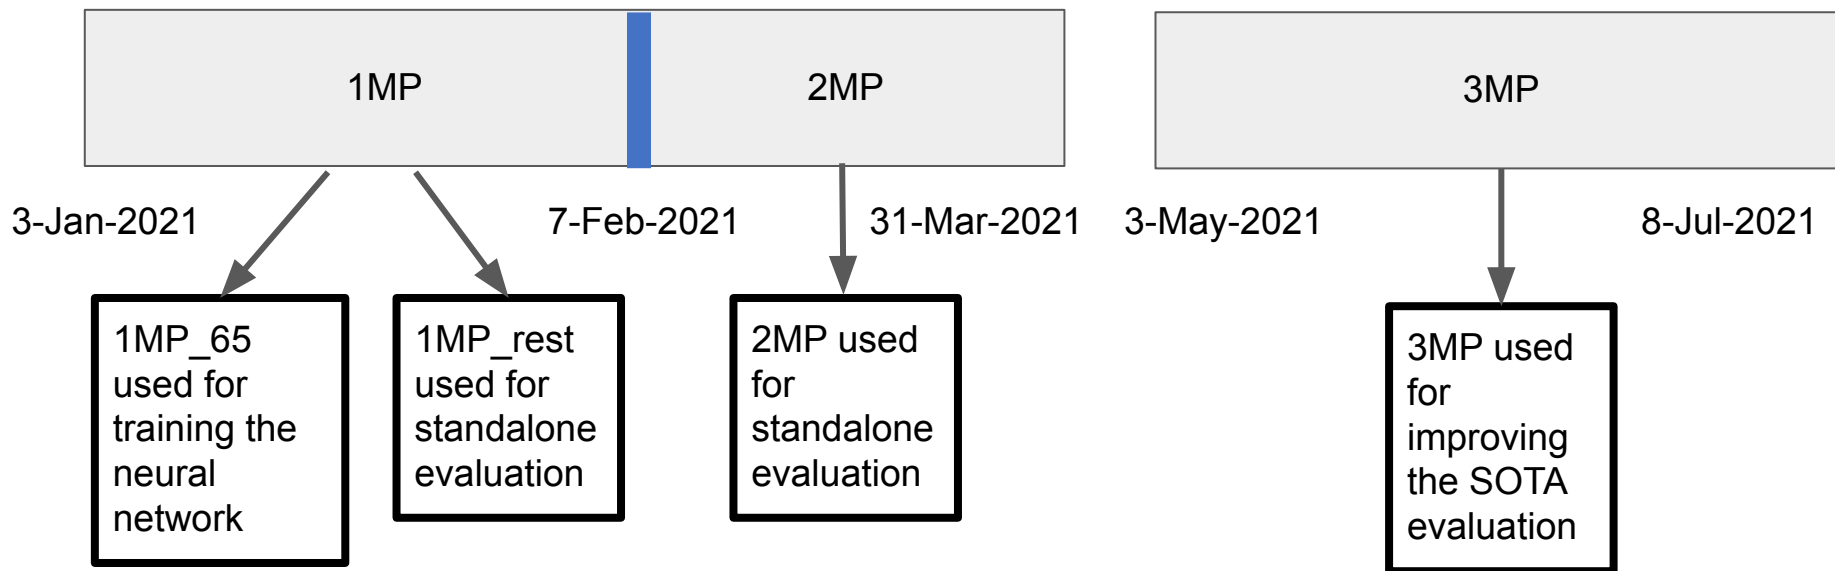 1MP
2MP
3MP
3-Jan-2021
7-Feb-2021
31-Mar-2021
3-May-2021
8-Jul-2021
1MP_65
used for
training the
neural
network
1MP_rest
used for
standalone
evaluation
2MP used
for
standalone
evaluation
3MP used
for
improving
the SOTA
evaluation